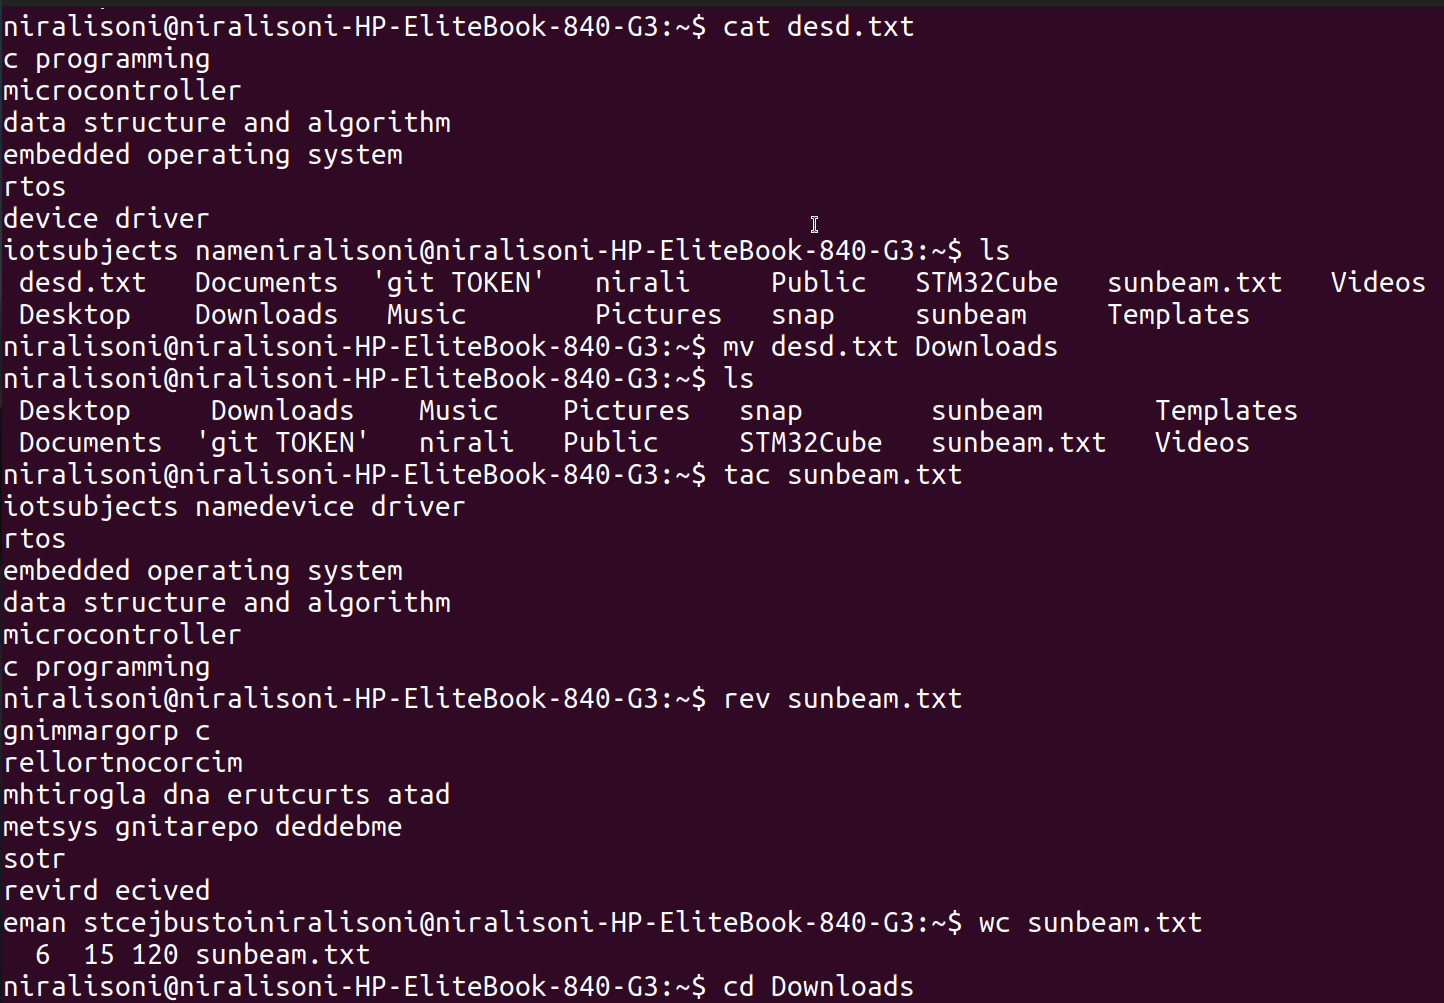 niralisoni@niralisoni-HP-EliteBook-840-G3:~$ cat desd.txt
c programming
microcontroller
data structure and algorithm
embedded operating system
rtos
device driver
iotsubjects nameniralisoni@niralisoni-HP-EliteBook-840-G3:~$ ls
desd.txt Documents 'git TOKEN' nirali Public STM32Cube sunbeam.txt Videos
Desktop Downloads Music Pictures snap sunbeam Templates
niralisoni@niralisoni-HP-EliteBook-840-G3:~$ mv desd.txt Downloads
niralisoni@niralisoni-HP-EliteBook-840-G3:~$ ls
Desktop Downloads Music Pictures snap sunbeam Templates
Documents 'git TOKEN' nirali Public STM32Cube sunbeam.txt Videos
niralisoni@niralisoni-HP-EliteBook-840-G3:~$ tac sunbeam.txt
iotsubjects namedevice driver
rtos
embedded operating system
data structure and algorithm
microcontroller
c programming
niralisoni@niralisoni-HP-EliteBook-840-G3:~$ rev sunbeam.txt
gnimmargorp c
rellortnocorcim
mhtirogla dna erutcurts atad
metsys gnitarepo deddebme
sotr
revird ecived
eman stcejbustoiniralisoni@niralisoni-HP-EliteBook-840-G3:~$ wc sunbeam.txt
6 15 120 sunbeam.txt
niralisoni@niralisoni-HP-EliteBook-840-G3:~$ cd Downloads